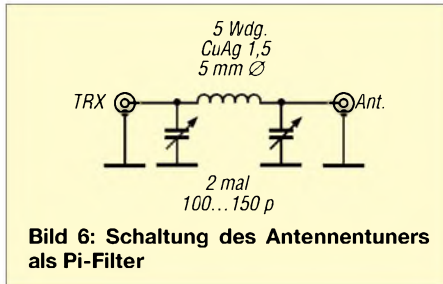 5 Wdg.
CuAg 1,5
5 mm Ø
TRX
Ant.
2 mal
100...150 p
Bild 6: Schaltung des Antennentuners
als Pi-Filter